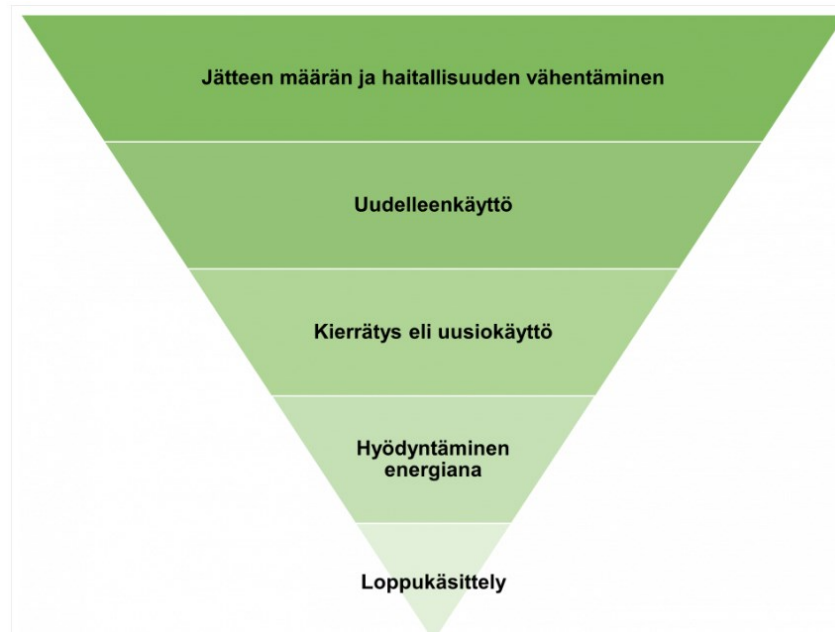 Jätteen määrän ja haitallisuuden vähentäminen
Uudelleenkäyttö
Kierrätys eli uusiokäyttö
Hyödyntäminen
energiana
Loppukäsittely